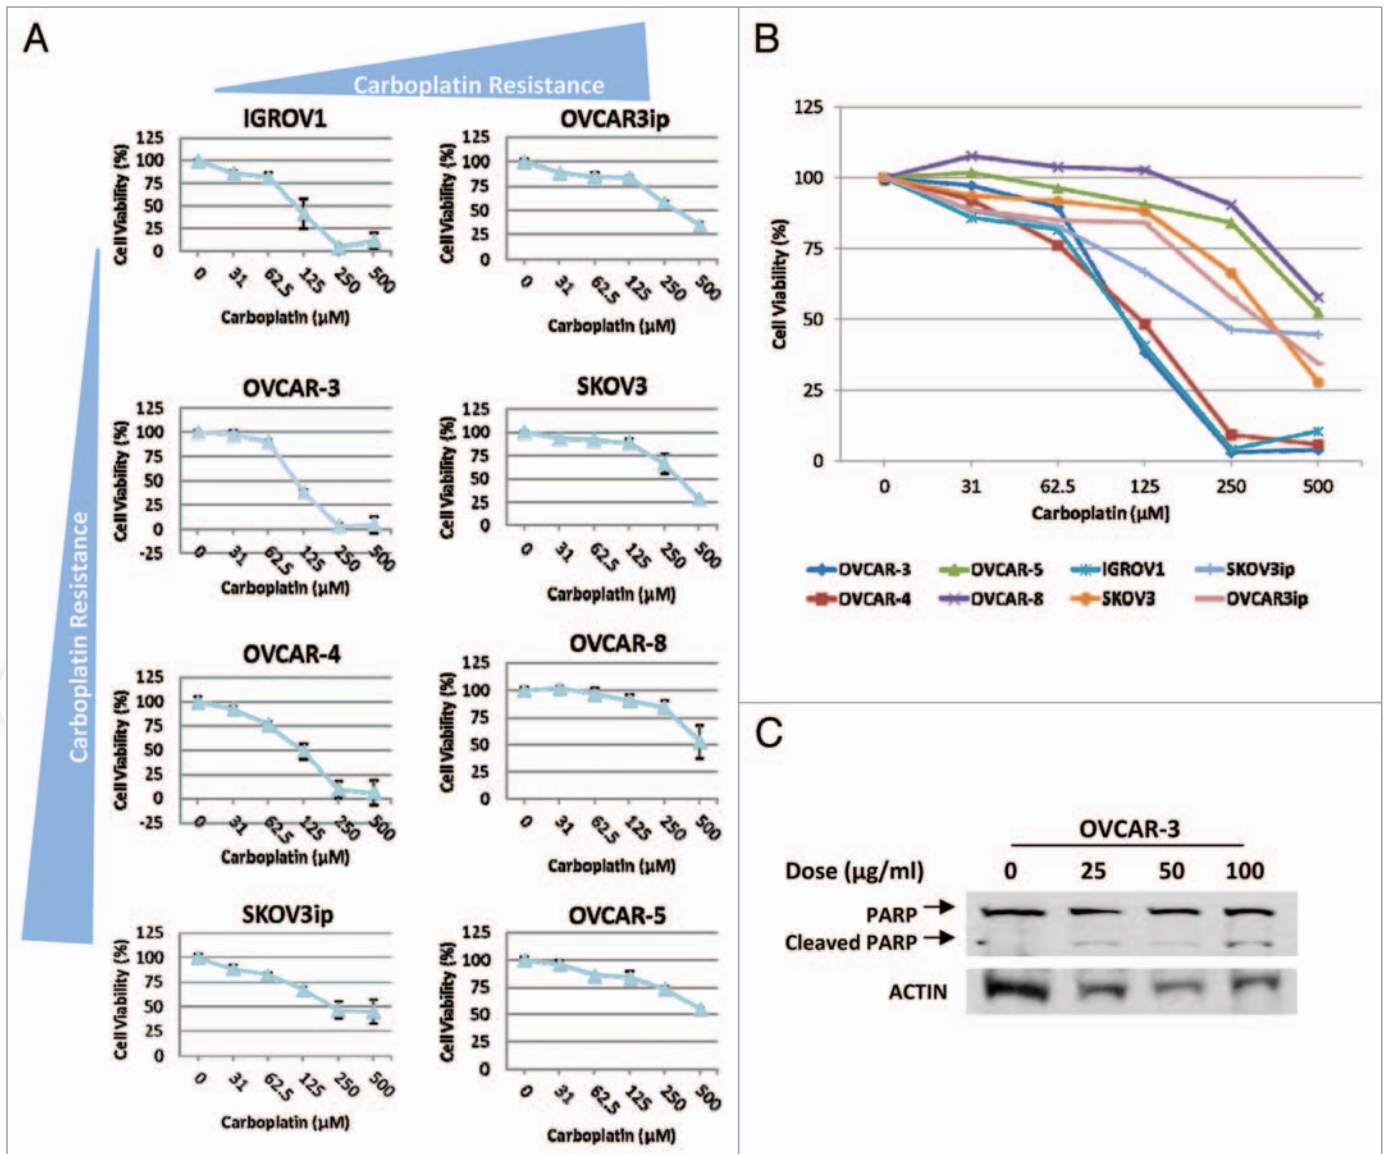 A
Carboplatin Resistance
Carboplatin Resistance
IGROV1
Cell Viability (%)
125
100
75
50
25
0
0 31 62.5 125 250 500
Carboplatin (µM)
OVCAR3ip
Cell Viability (%)
125
100
75
50
25
0
0 31 62.5 125 250 500
Carboplatin (µM)
OVCAR-3
Cell Viability (%)
125
100
75
50
25
0
-25
0 31 62.5 125 250 500
Carboplatin (µM)
SKOV3
Cell Viability (%)
125
100
75
50
25
0
0 31 62.5 125 250 500
Carboplatin (µM)
OVCAR-4
Cell Viability (%)
125
100
75
50
25
0
-25
0 31 62.5 125 250 500
Carboplatin (µM)
OVCAR-8
Cell Viability (%)
125
100
75
50
25
0
0 31 62.5 125 250 500
Carboplatin (µM)
SKOV3ip
Cell Viability (%)
125
100
75
50
25
0
0 31 62.5 125 250 500
Carboplatin (µM)
OVCAR-5
Cell Viability (%)
125
100
75
50
25
0
0 31 62.5 125 250 500
Carboplatin (µM)
B
Cell Viability (%)
125
100
75
50
25
0
0 31 62.5 125 250 500
Carboplatin (µM]
OVCAR-3 OVCAR-5 IGROV1 SKOV3ip
OVCAR-4 OVCAR-8 SKOV3 OVCAR3ip
C
OVCAR-3
Dose (µg/ml) 0 25 50 100
PARP
Cleaved PARP
ACTIN